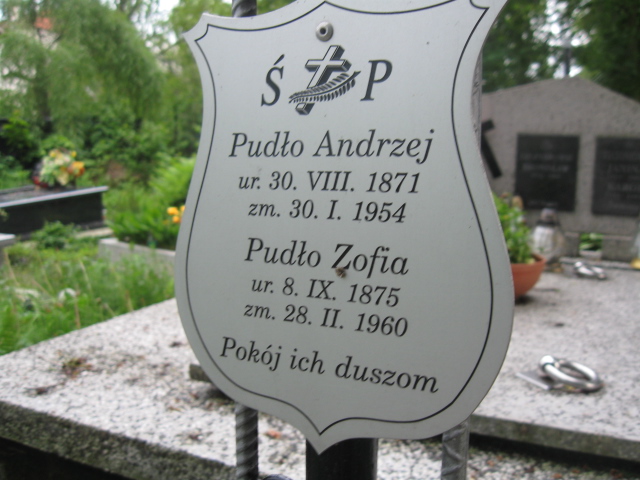 Ś P
Pudło Andrzej
ur. 30. VIII. 1871
zm. 30. I. 1954
Pudło Zofia
ur. 8. IX. 1875
zm. 28. II. 1960
Pokój ich duszom